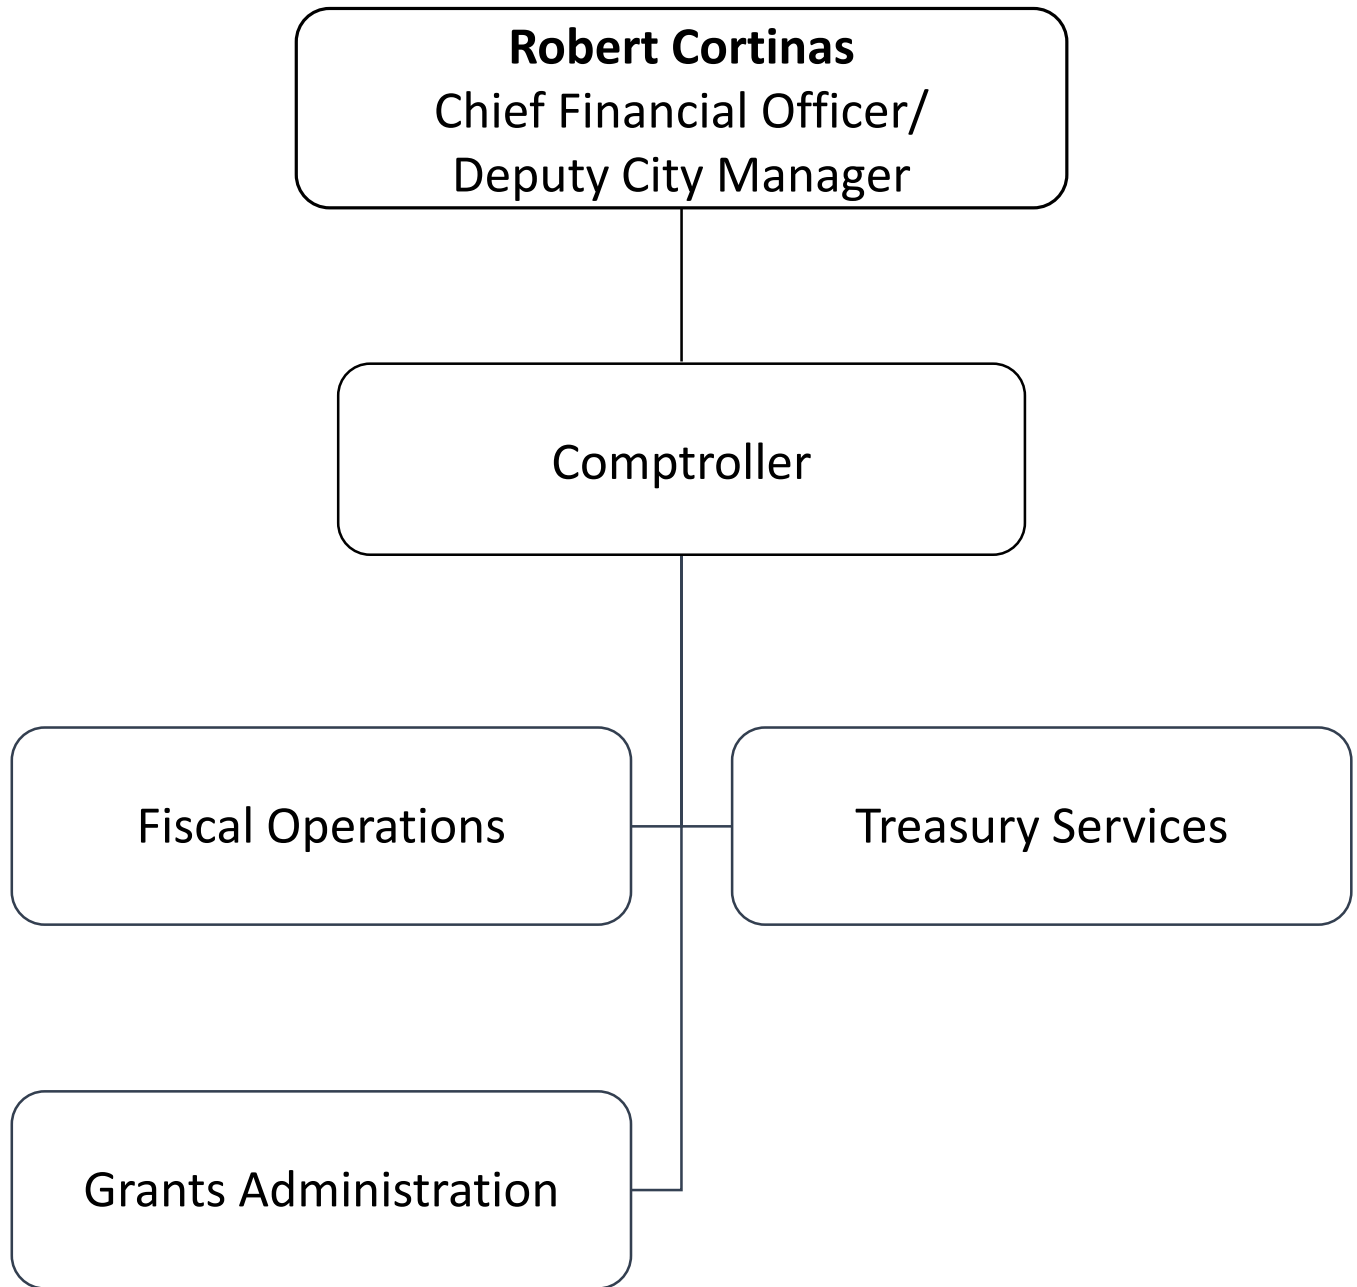 Robert Cortinas
Chief Financial Officer/
Deputy City Manager
Comptroller
Fiscal Operations
Treasury Services
Grants Administration